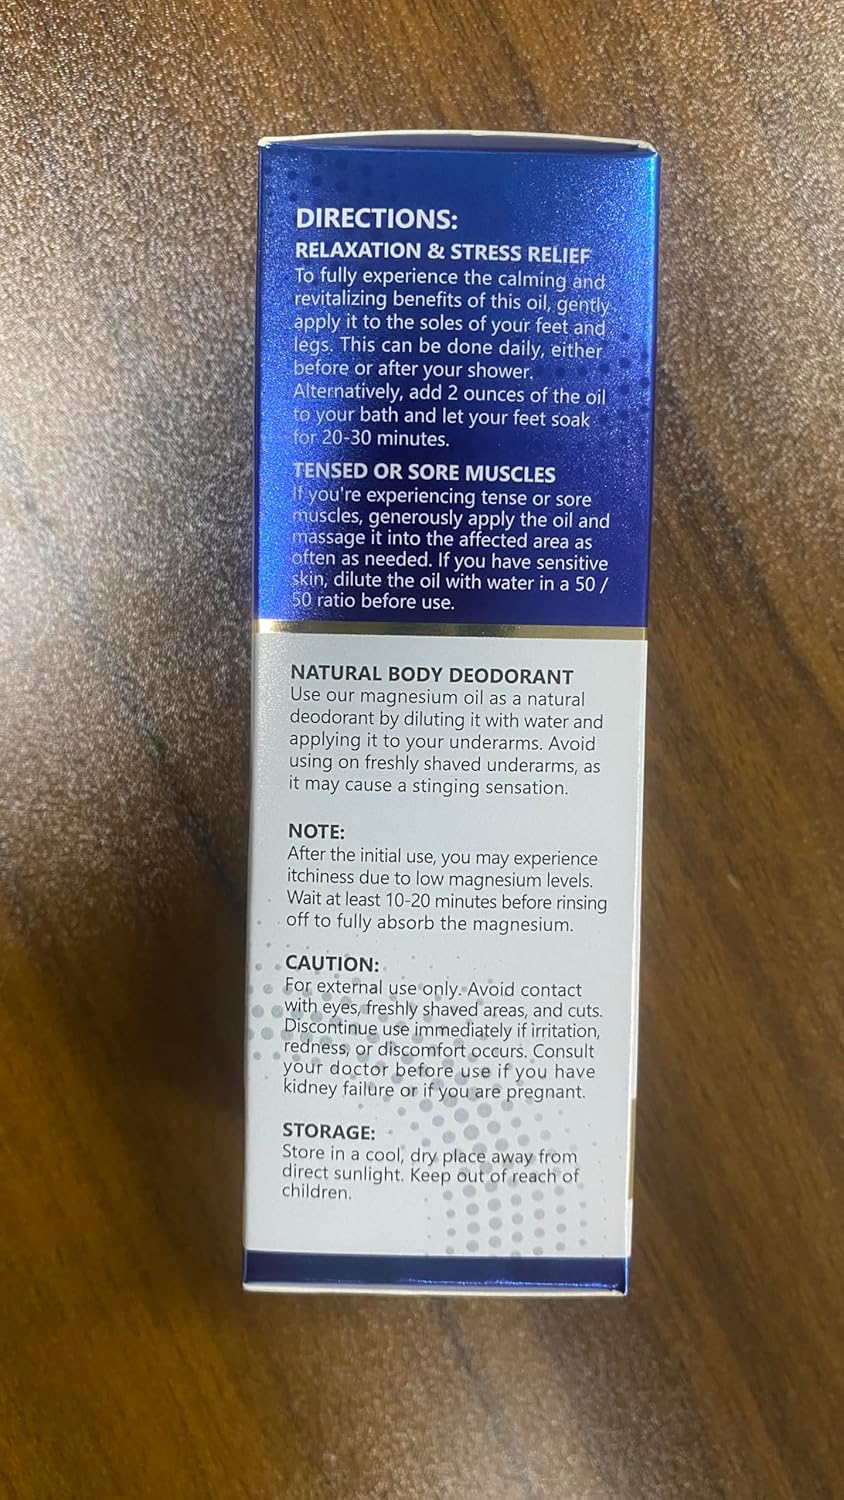 DIRECTIONS:
RELAXATION & STRESS RELIEF
To fully experience the calming and
revitalizing benefits of this oil, gently
apply it to the soles of your feet and
legs. This can be done daily, either
before or after your shower.
Alternatively, add 2 ounces of the oil
to your bath and let your feet soak
for 20-30 minutes.
TENSED OR SORE MUSCLES
If you're experiencing tense or sore
muscles, generously apply the oil and
massage it into the affected area as
often as needed. If you have sensitive
skin, dilute the oil with water in a 50 /
50 ratio before use.
NATURAL BODY DEODORANT
Use our magnesium oil as a natural
deodorant by diluting it with water and
applying it to your underarms. Avoid
using on freshly shaved underarms, as
it may cause a stinging sensation.
NOTE:
After the initial use, you may experience
itchiness due to low magnesium levels.
Wait at least 10-20 minutes before rinsing
off to fully absorb the magnesium.
CAUTION:
For external use only. Avoid contact
with eyes, freshly shaved areas, and cuts.
Discontinue use immediately if irritation,
redness, or discomfort occurs. Consult
your doctor before use if you have
kidney failure or if you are pregnant.
STORAGE:
Store in a cool, dry place away from
direct sunlight. Keep out of reach of
children.